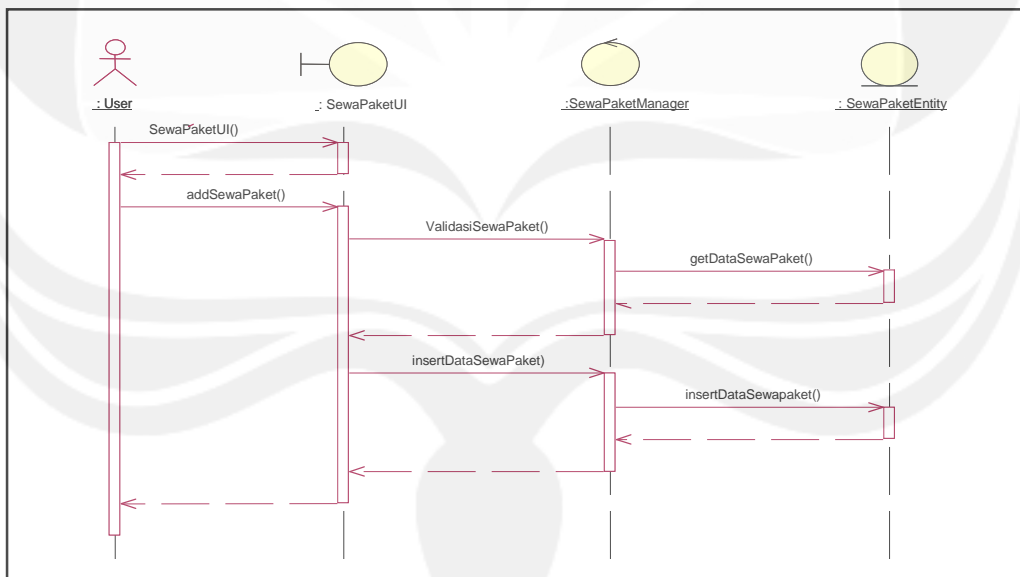 : User
: SewaPaketUI
:SewaPaketManager
: SewaPaketEntity
SewaPaketUI()
addSewaPaket()
ValidasiSewaPaket()
getDataSewaPaket()
insertDataSewaPaket)
insertDataSewapaket()